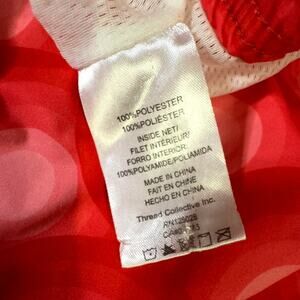 100%POLYESTER
100%POLIÉSTER
INSIDE NET/
FILET INTÉRIEUR/
FORRO INTERIOR:
100%POLYAMIDE/POLIAMIDA
MADE IN CHINA
FAIT EN CHINE
HECHO EN CHINA
Thread Collective Inc.
RN129028